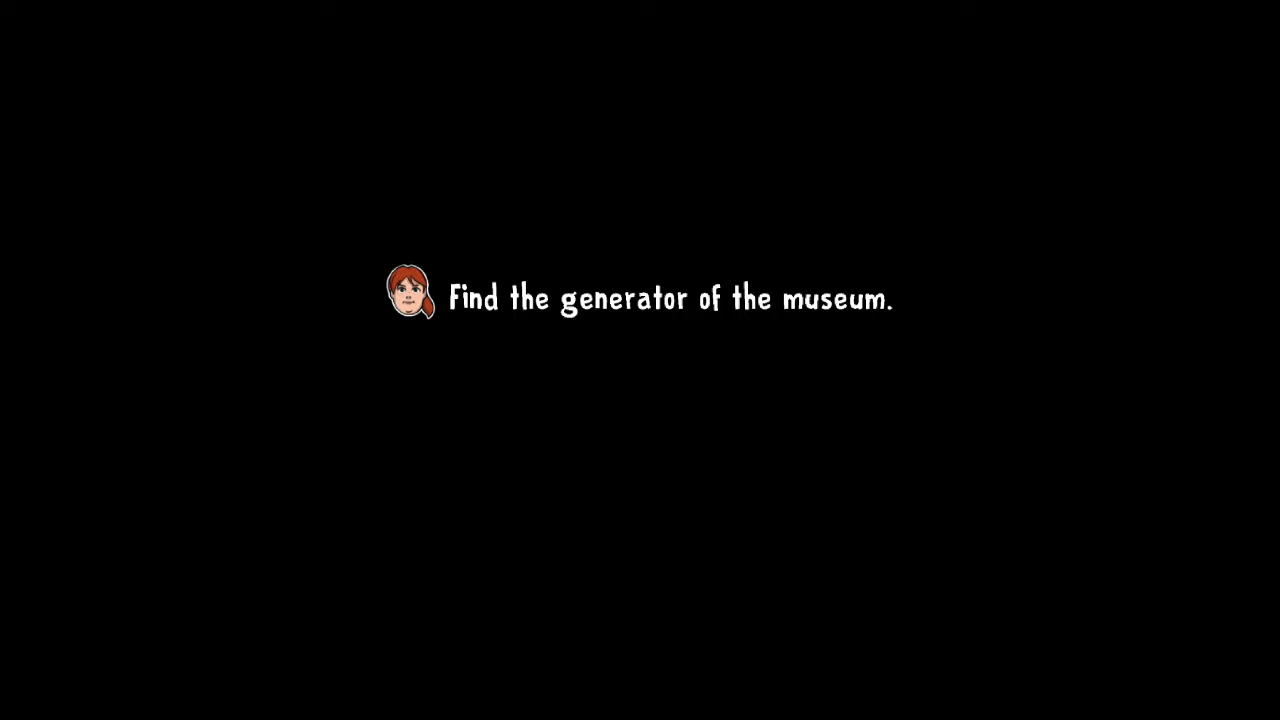 Find the generator of the museum.